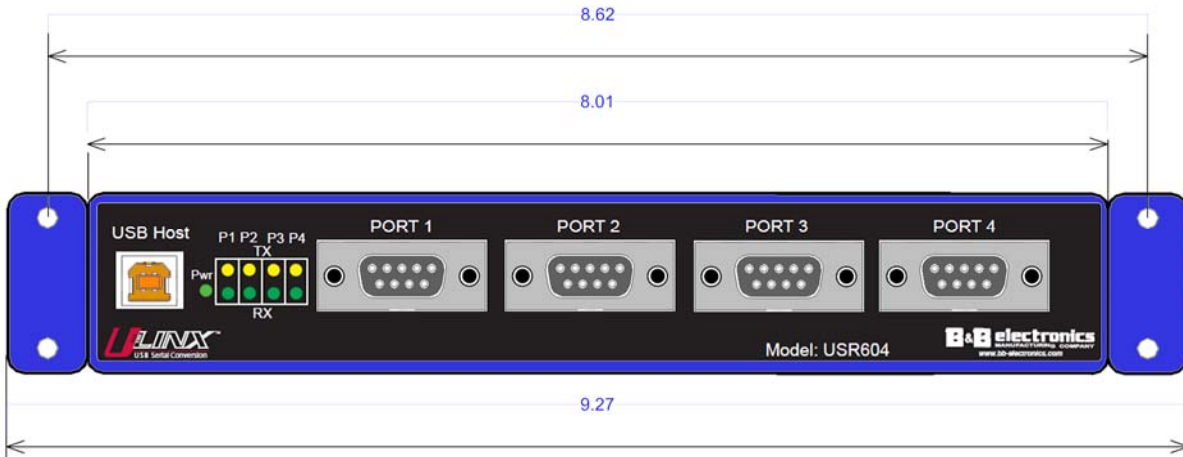 8.62
8.01
USB Host
P1 P2 P3 P4
TX
Pwr
RX
PORT 1
PORT 2
PORT 3
PORT 4
ULINX™
USB Serial Conversion
Model: USR604
B&B electronics
MANUFACTURING COMPANY
www.bb-electronics.com
9.27